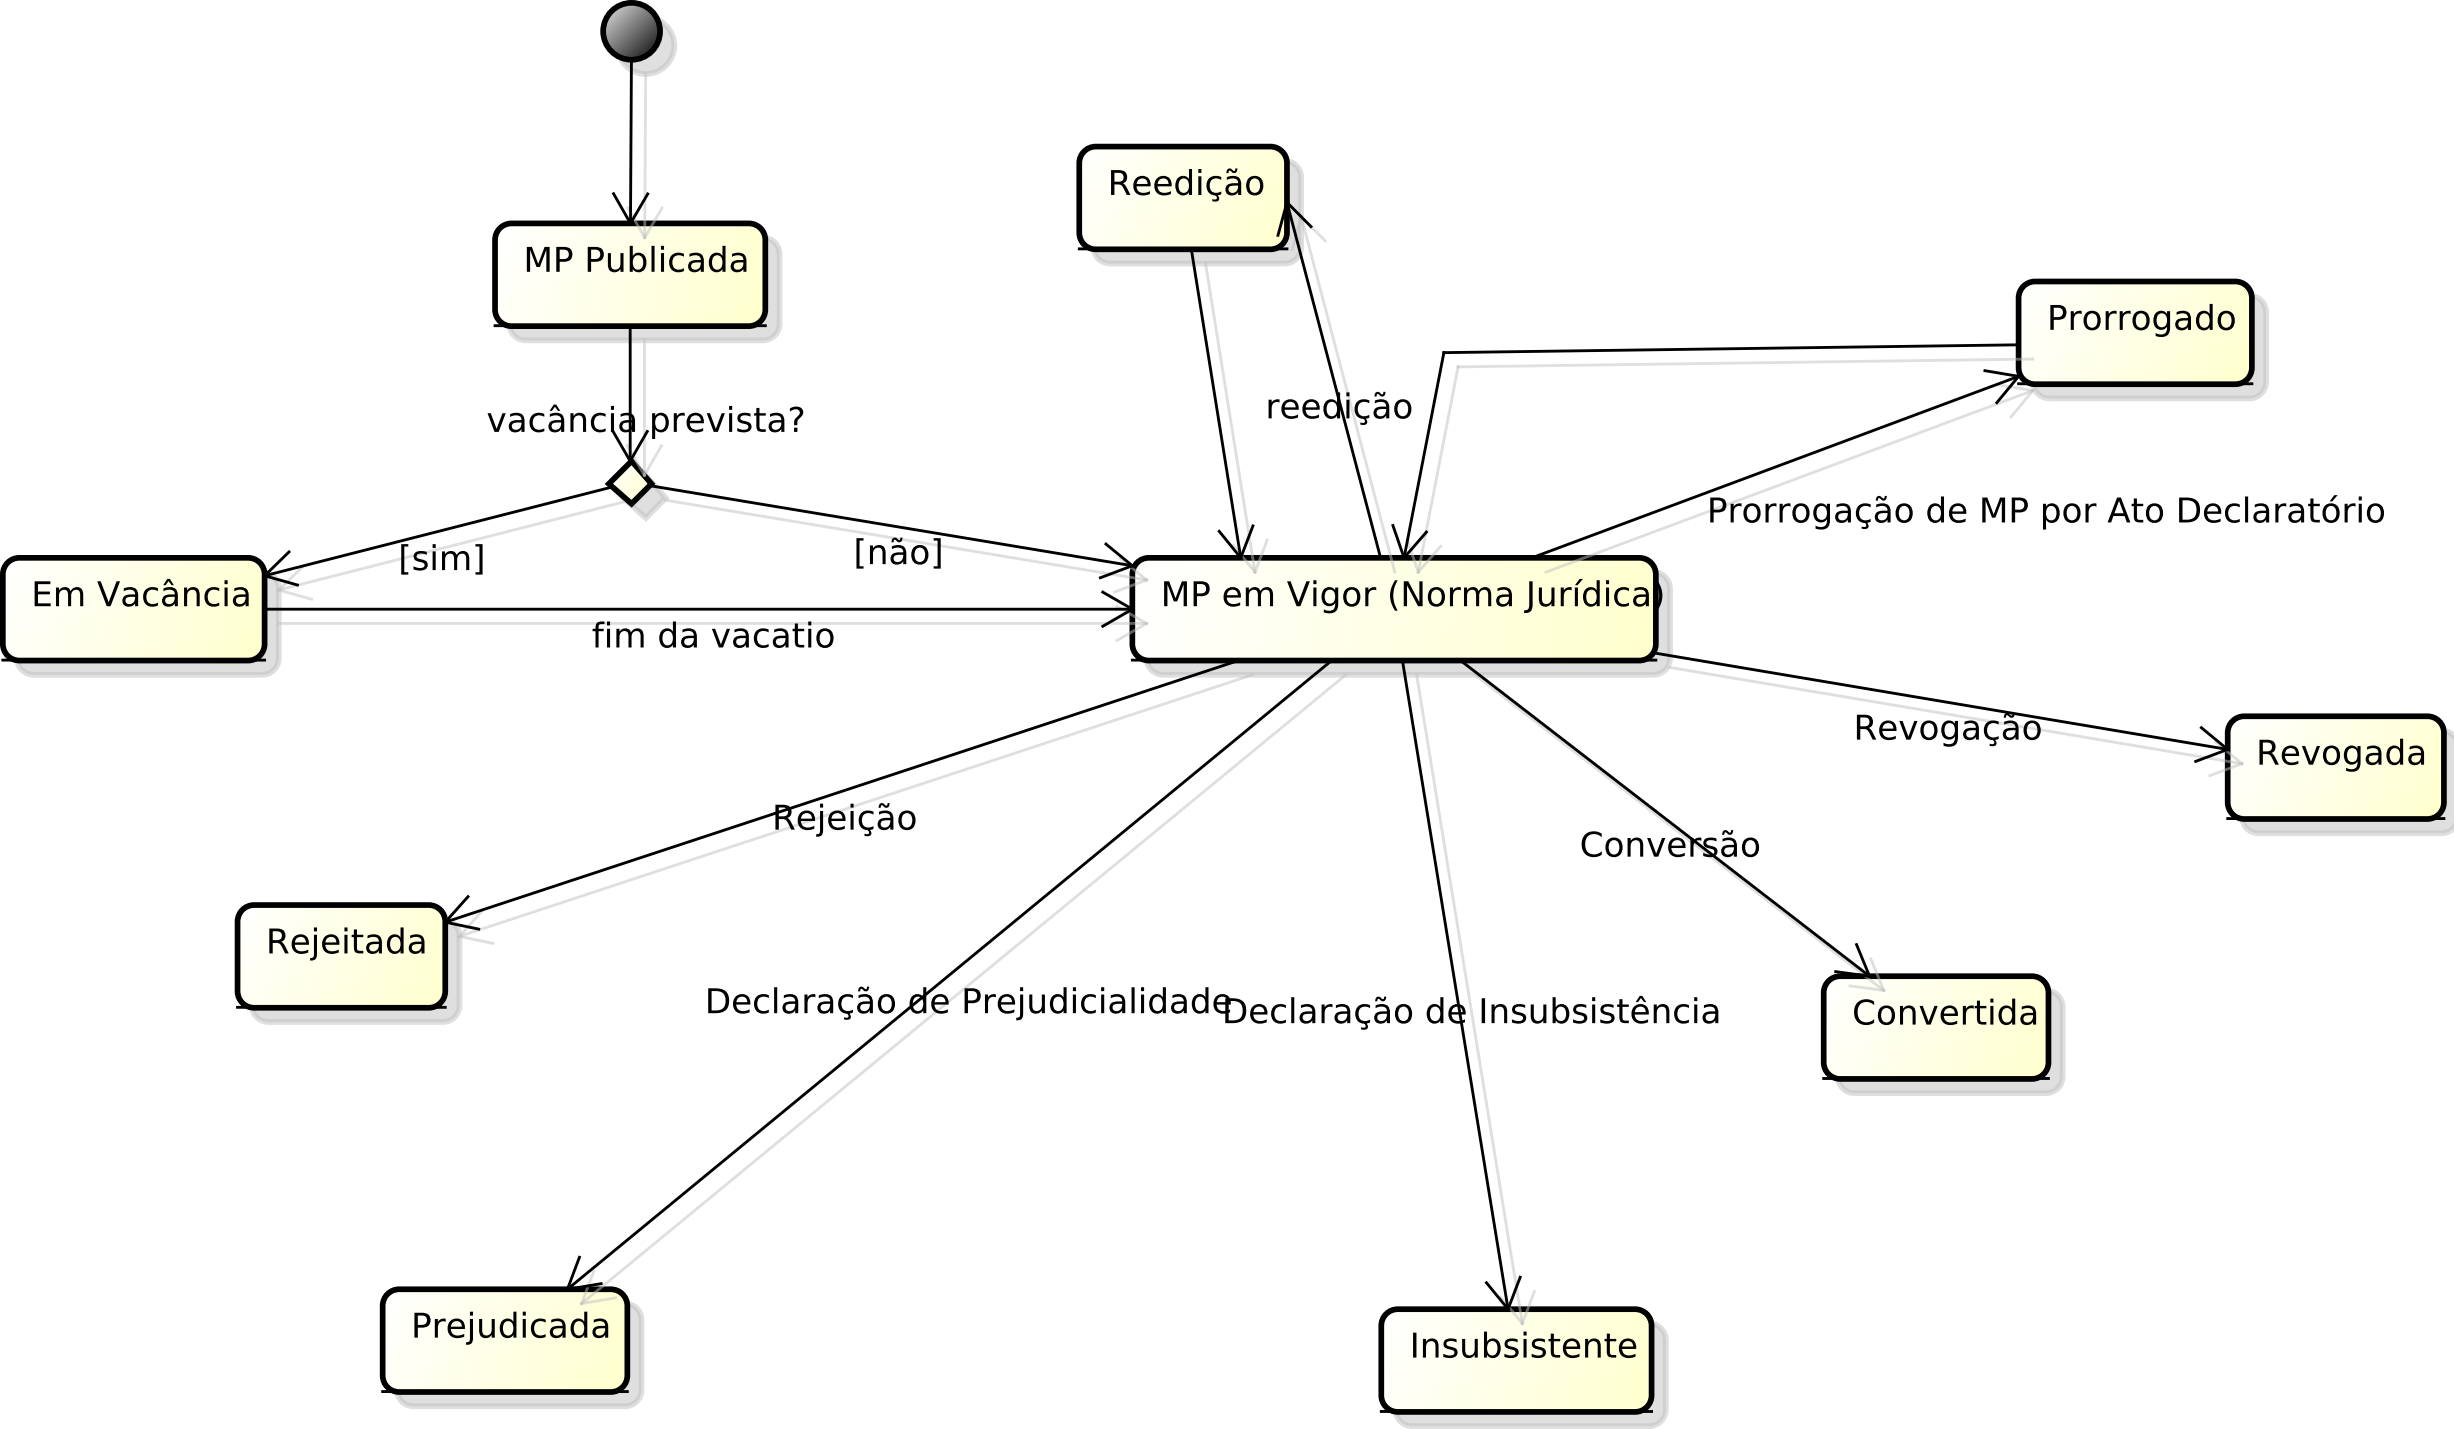 Reedição
MP Publicada
Prorrogado
reedição
vacância prevista?
Prorrogação de MP por Ato Declaratório
[sim]
[não]
Em Vacância
MP em Vigor (Norma Jurídica)
fim da vacatio
Revogação
Revogada
Rejeição
Conversão
Rejeitada
Declaração de Prejudicialidade
Declaração de Insubsistência
Convertida
Prejudicada
Insubsistente